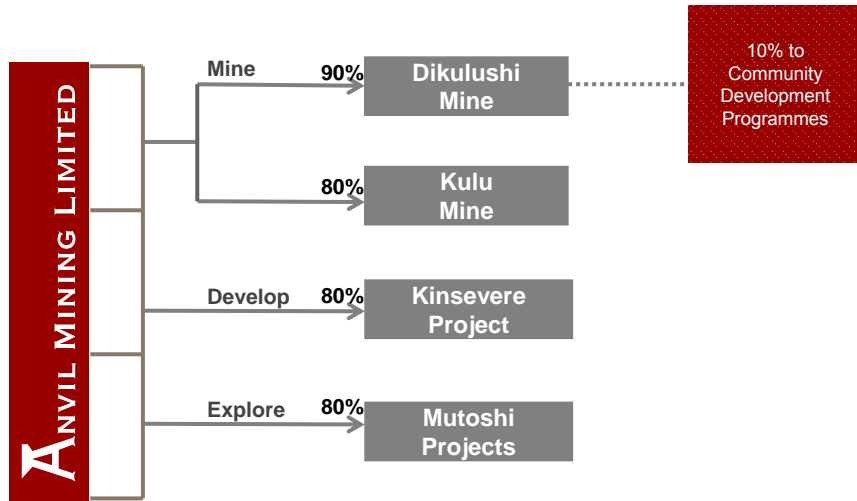 ANVIL MINING LIMITED
Mine
90%
Dikulushi
Mine
10% to
Community
Development
Programmes
80%
Kulu
Mine
Develop
80%
Kinsevere
Project
Explore
80%
Mutoshi
Projects